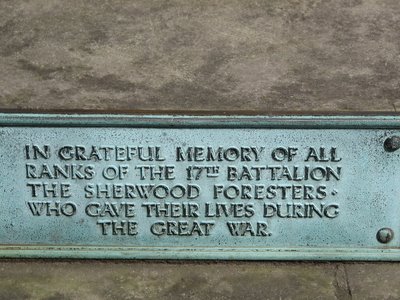 IN GRATEFUL MEMORY OF ALL
RANKS OF THE 17TH BATTALION
THE SHERWOOD FORESTERS·
WHO GAVE THEIR LIVES DURING
THE GREAT WAR.